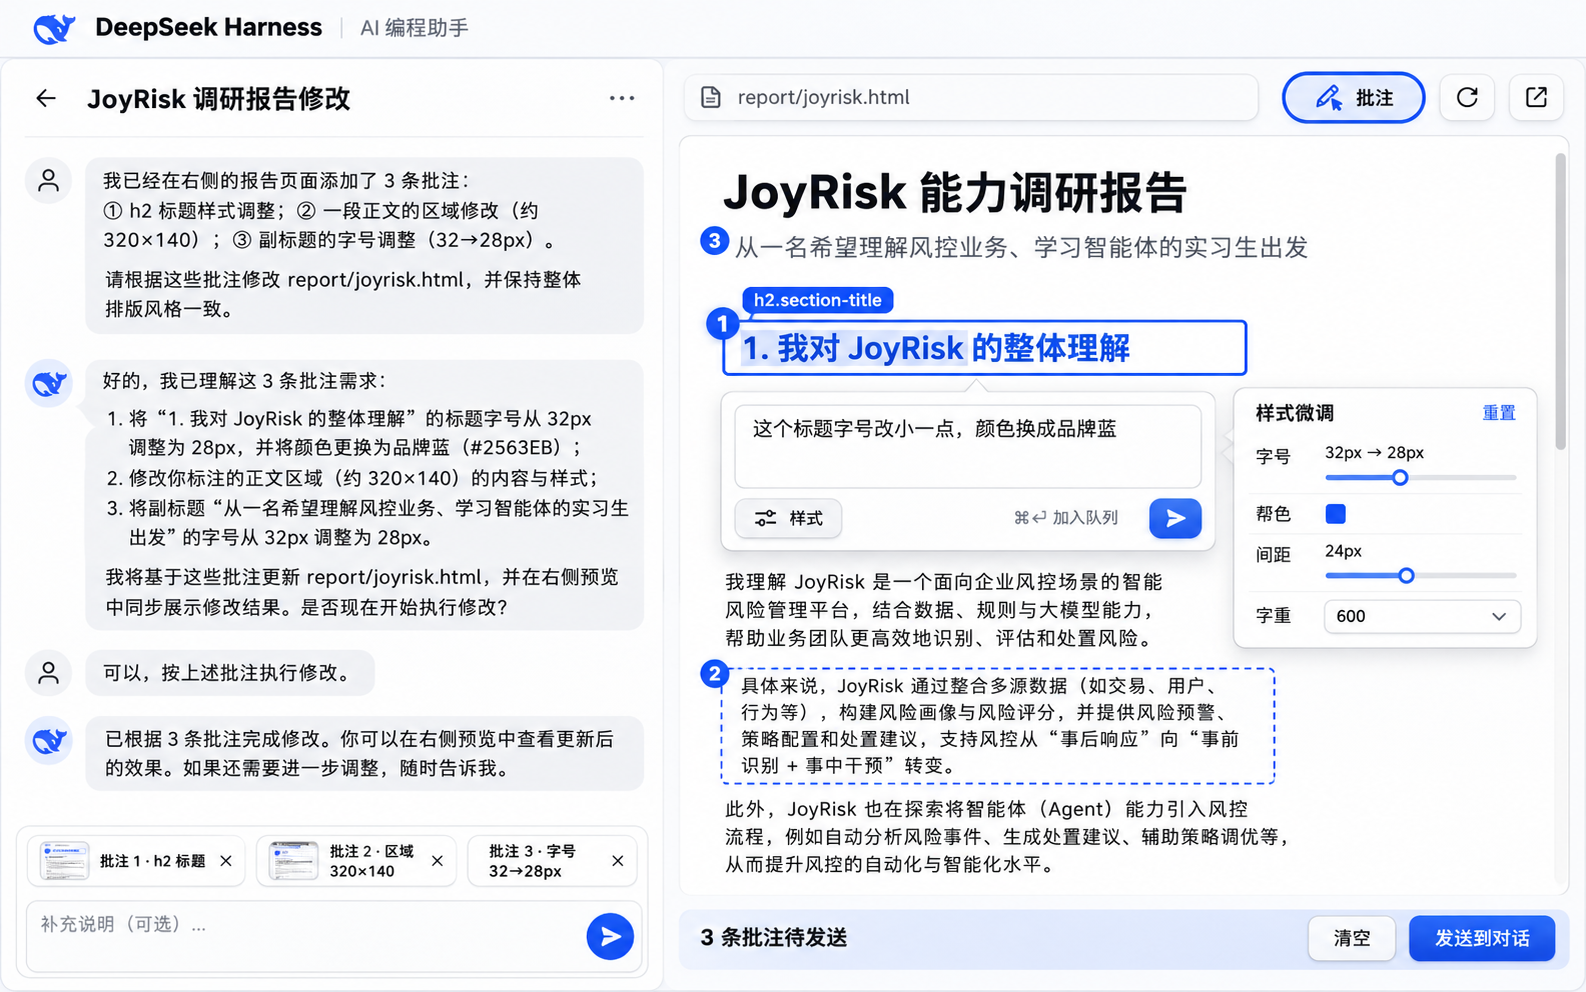 DeepSeek Harness
AI 编程助手
JoyRisk 调研报告修改
我已经在右侧的报告页面添加了 3 条批注：
① h2 标题样式调整；② 一段正文的区域修改（约
320×140）；③ 副标题的字号调整（32→28px）。
请根据这些批注修改 report/joyrisk.html，并保持整体
排版风格一致。
好的，我已理解这 3 条批注需求：
1. 将“1. 我对 JoyRisk 的整体理解”的标题字号从 32px
调整为 28px，并将颜色更换为品牌蓝（#2563EB）；
2. 修改你标注的正文区域（约 320×140）的内容与样式；
3. 将副标题“从一名希望理解风控业务、学习智能体的实习生
出发”的字号从 32px 调整为 28px。
我将基于这些批注更新 report/joyrisk.html，并在右侧预览
中同步展示修改结果。是否现在开始执行修改？
可以，按上述批注执行修改。
已根据 3 条批注完成修改。你可以在右侧预览中查看更新后
的效果。如果还需要进一步调整，随时告诉我。
批注 1 · h2 标题
批注 2 · 区域
320×140
批注 3 · 字号
32→28px
补充说明（可选）...
report/joyrisk.html
批注
JoyRisk 能力调研报告
3
从一名希望理解风控业务、学习智能体的实习生出发
h2.section-title
1
1. 我对 JoyRisk 的整体理解
这个标题字号改小一点，颜色换成品牌蓝
样式
⌘↵ 加入队列
样式微调
重置
字号
32px → 28px
帮色
间距
24px
字重
600
我理解 JoyRisk 是一个面向企业风控场景的智能
风险管理平台，结合数据、规则与大模型能力，
帮助业务团队更高效地识别、评估和处置风险。
2
具体来说，JoyRisk 通过整合多源数据（如交易、用户、
行为等），构建风险画像与风险评分，并提供风险预警、
策略配置和处置建议，支持风控从“事后响应”向“事前
识别 + 事中干预”转变。
此外，JoyRisk 也在探索将智能体（Agent）能力引入风控
流程，例如自动分析风险事件、生成处置建议、辅助策略调优等，
从而提升风控的自动化与智能化水平。
3 条批注待发送
清空
发送到对话